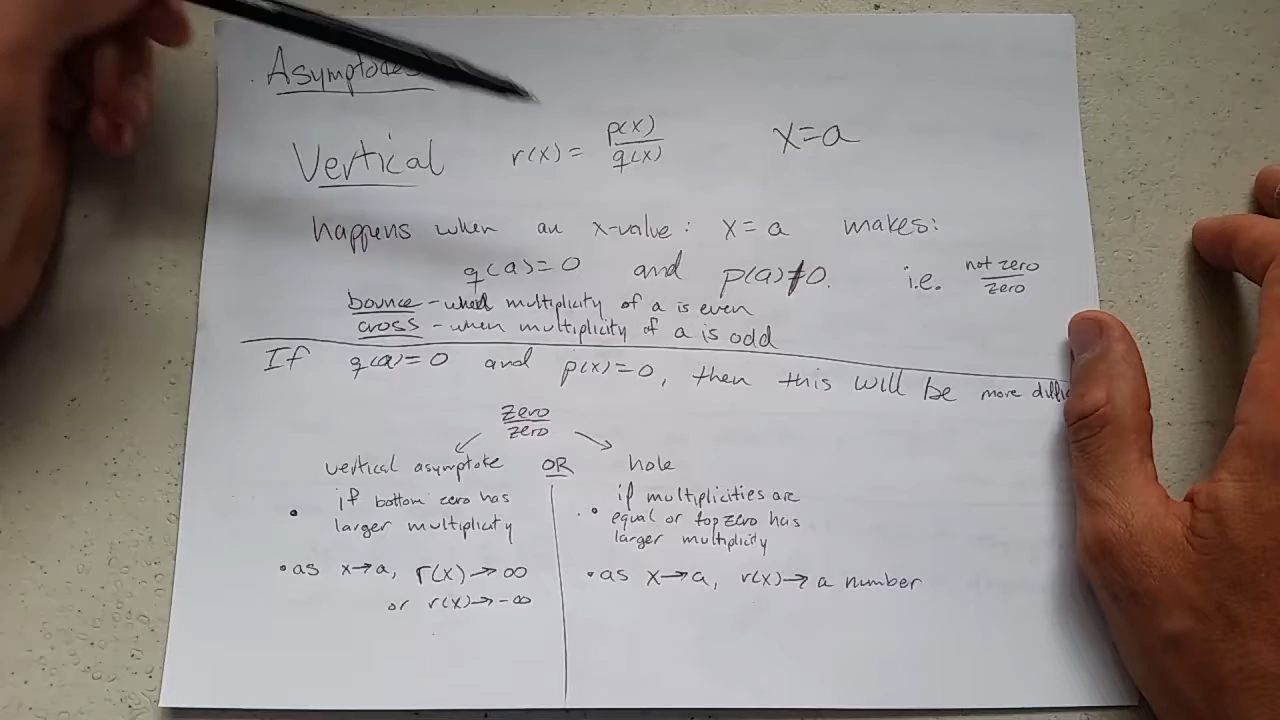 Asymptotes
Vertical r(x) = p(x)/q(x) x=a
happens when an x-value: x=a makes:
q(a)=0 and p(a)≠0. i.e. not zero/zero
bounce - when multiplicity of a is even
cross - when multiplicity of a is odd
If q(a)=0 and p(x)=0, then this will be more
zero/zero
vertical asymptote OR hole
• if bottom zero has
larger multiplicity
• as x→a, r(x)→∞
or r(x)→-∞
• if multiplicities are
equal or top zero has
larger multiplicity
• as x→a, r(x)→ a number